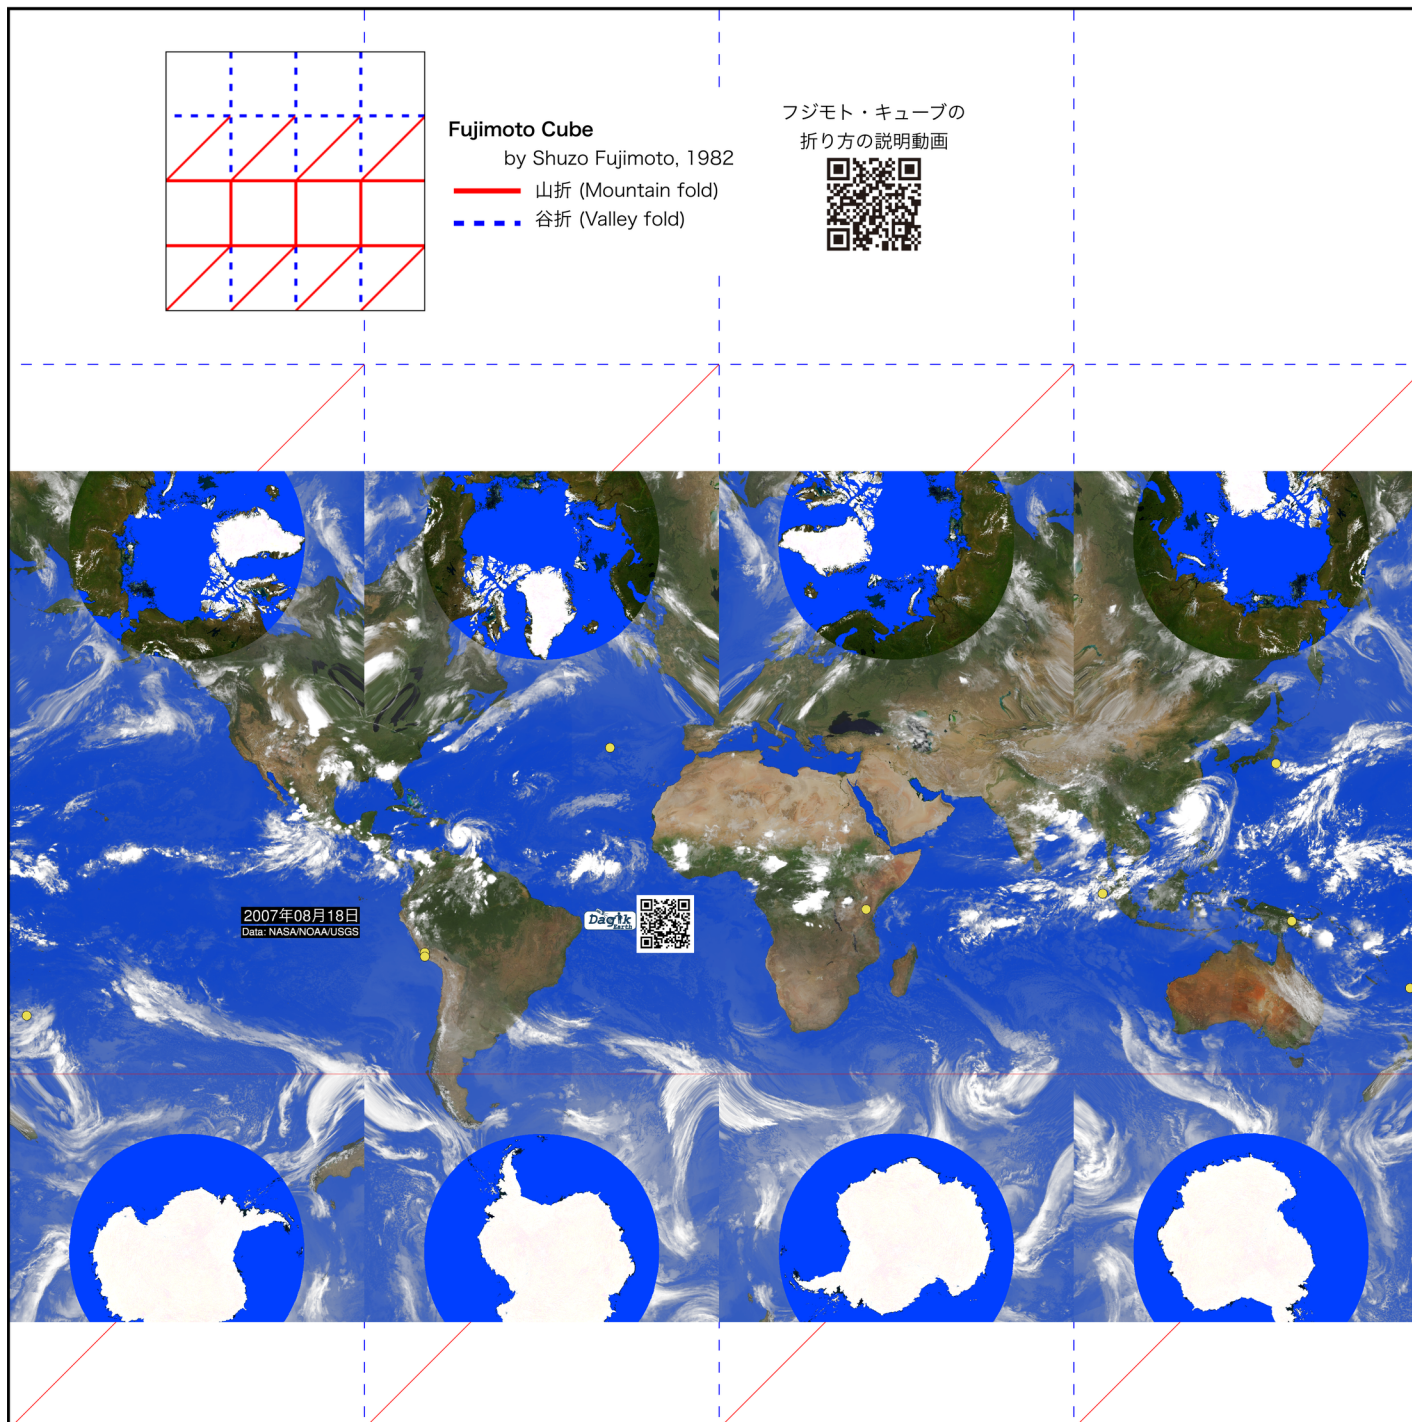 Fujimoto Cube
by Shuzo Fujimoto, 1982
山折 (Mountain fold)
谷折 (Valley fold)
フジモト・キューブの
折り方の説明動画
2007年08月18日
Data: NASA/NOAA/USGS
Dagik
Earth